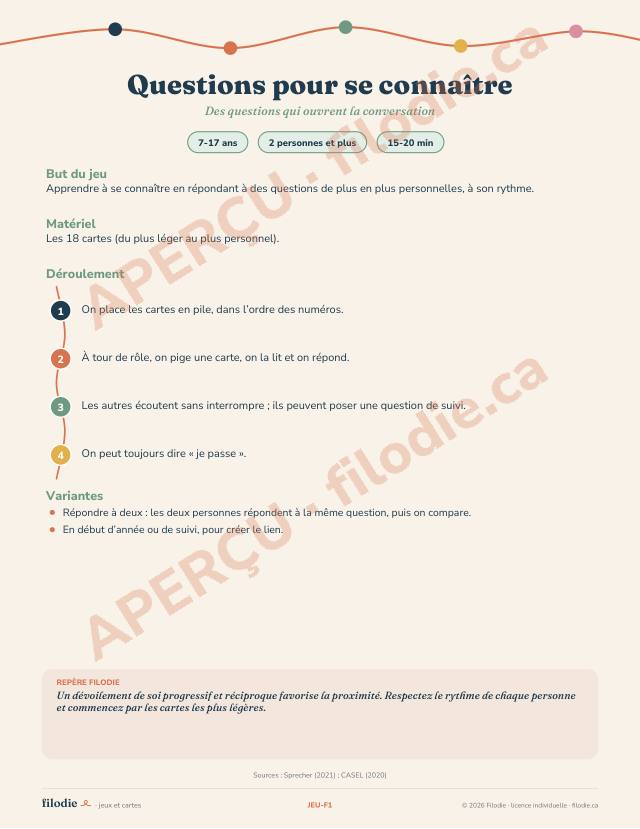 Questions pour se connaître
Des questions qui ouvrent la conversation
7-17 ans
2 personnes et plus
15-20 min
But du jeu
Apprendre à se connaître en répondant à des questions de plus en plus personnelles, à son rythme.
Matériel
Les 18 cartes (du plus léger au plus personnel).
Déroulement
1 On place les cartes en pile, dans l'ordre des numéros.
2 À tour de rôle, on pige une carte, on la lit et on répond.
3 Les autres écoutent sans interrompre ; ils peuvent poser une question de suivi.
4 On peut toujours dire « je passe ».
Variantes
Répondre à deux : les deux personnes répondent à la même question, puis on compare.
En début d'année ou de suivi, pour créer le lien.
APERÇU · filodie.ca
APERÇU · filodie.ca
REPÈRE FILODIE
Un dévoilement de soi progressif et réciproque favorise la proximité. Respectez le rythme de chaque personne
et commencez par les cartes les plus légères.
Sources : Sprecher (2021) ; CASEL (2020)
filodie · jeux et cartes
JEU-F1
© 2026 Filodie · licence individuelle · filodie.ca